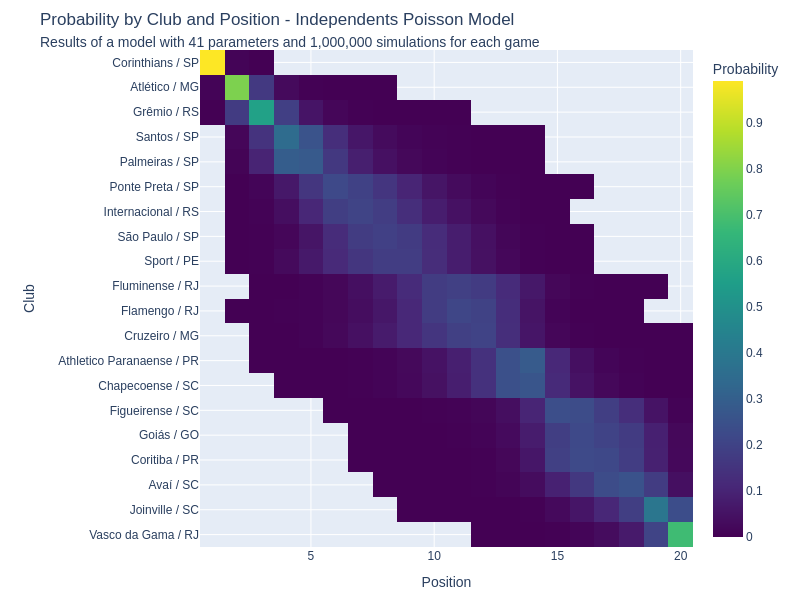 Probability by Club and Position - Independents Poisson Model
Results of a model with 41 parameters and 1,000,000 simulations for each game
Probability
Corinthians / SP
Atlético / MG
Grêmio / RS
Santos / SP
Palmeiras / SP
Ponte Preta / SP
Internacional / RS
São Paulo / SP
Sport / PE
Fluminense / RJ
Flamengo / RJ
Cruzeiro / MG
Athletico Paranaense / PR
Chapecoense / SC
Figueirense / SC
Goiás / GO
Coritiba / PR
Avaí / SC
Joinville / SC
Vasco da Gama / RJ
Club
5
10
15
20
Position
0.9
0.8
0.7
0.6
0.5
0.4
0.3
0.2
0.1
0